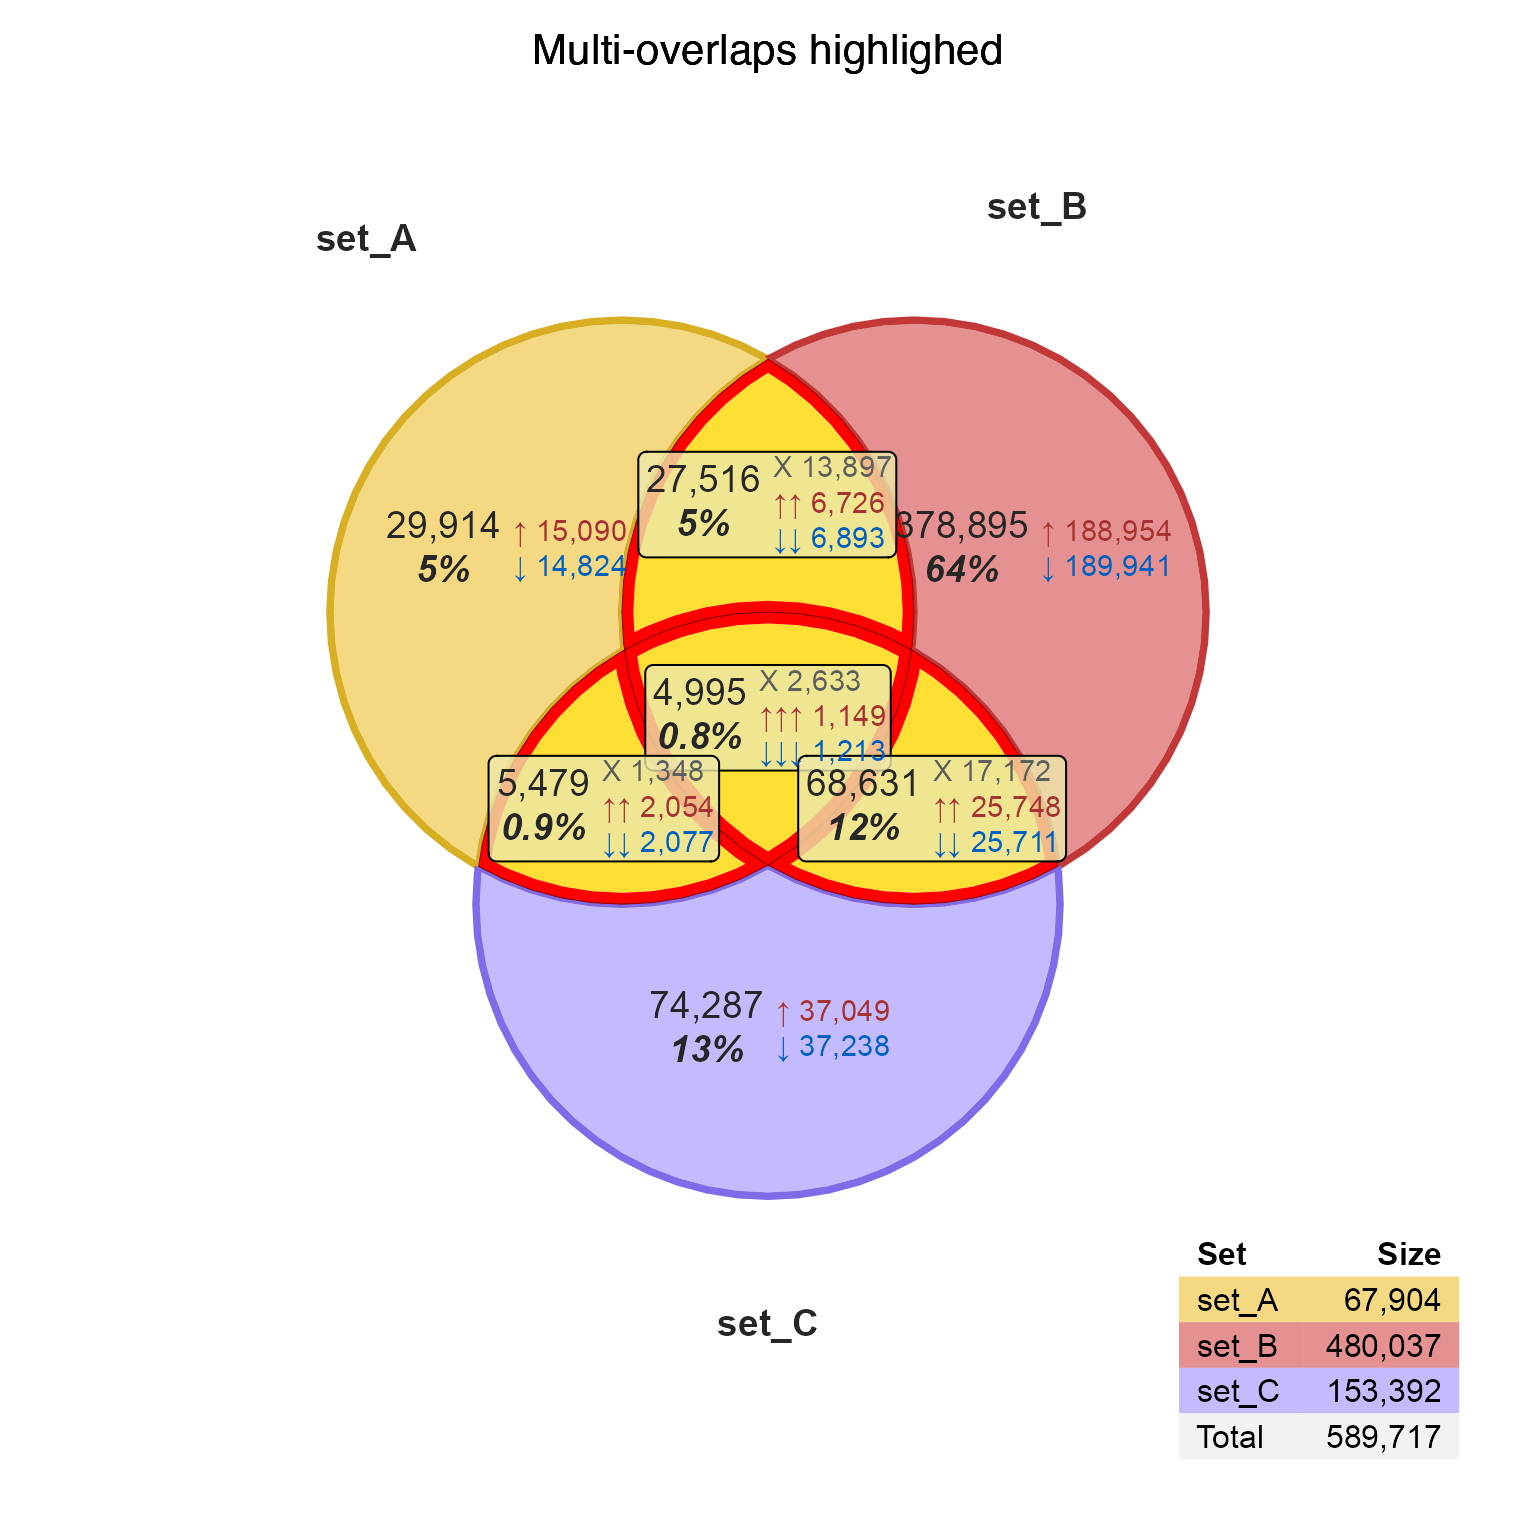 Multi-overlaps highlighed
set_A
set_B
27,516
5%
X 13,897
↑↑ 6,726
↓↓ 6,893
29,914
5%
↑ 15,090
↓ 14,824
378,895
64%
↑ 188,954
↓ 189,941
4,995
0.8%
X 2,633
↑↑↑ 1,149
↓↓↓ 1,213
5,479
0.9%
X 1,348
↑↑ 2,054
↓↓ 2,077
68,631
12%
X 17,172
↑↑ 25,748
↓↓ 25,711
74,287
13%
↑ 37,049
↓ 37,238
set_C
Set Size
set_A 67,904
set_B 480,037
set_C 153,392
Total 589,717